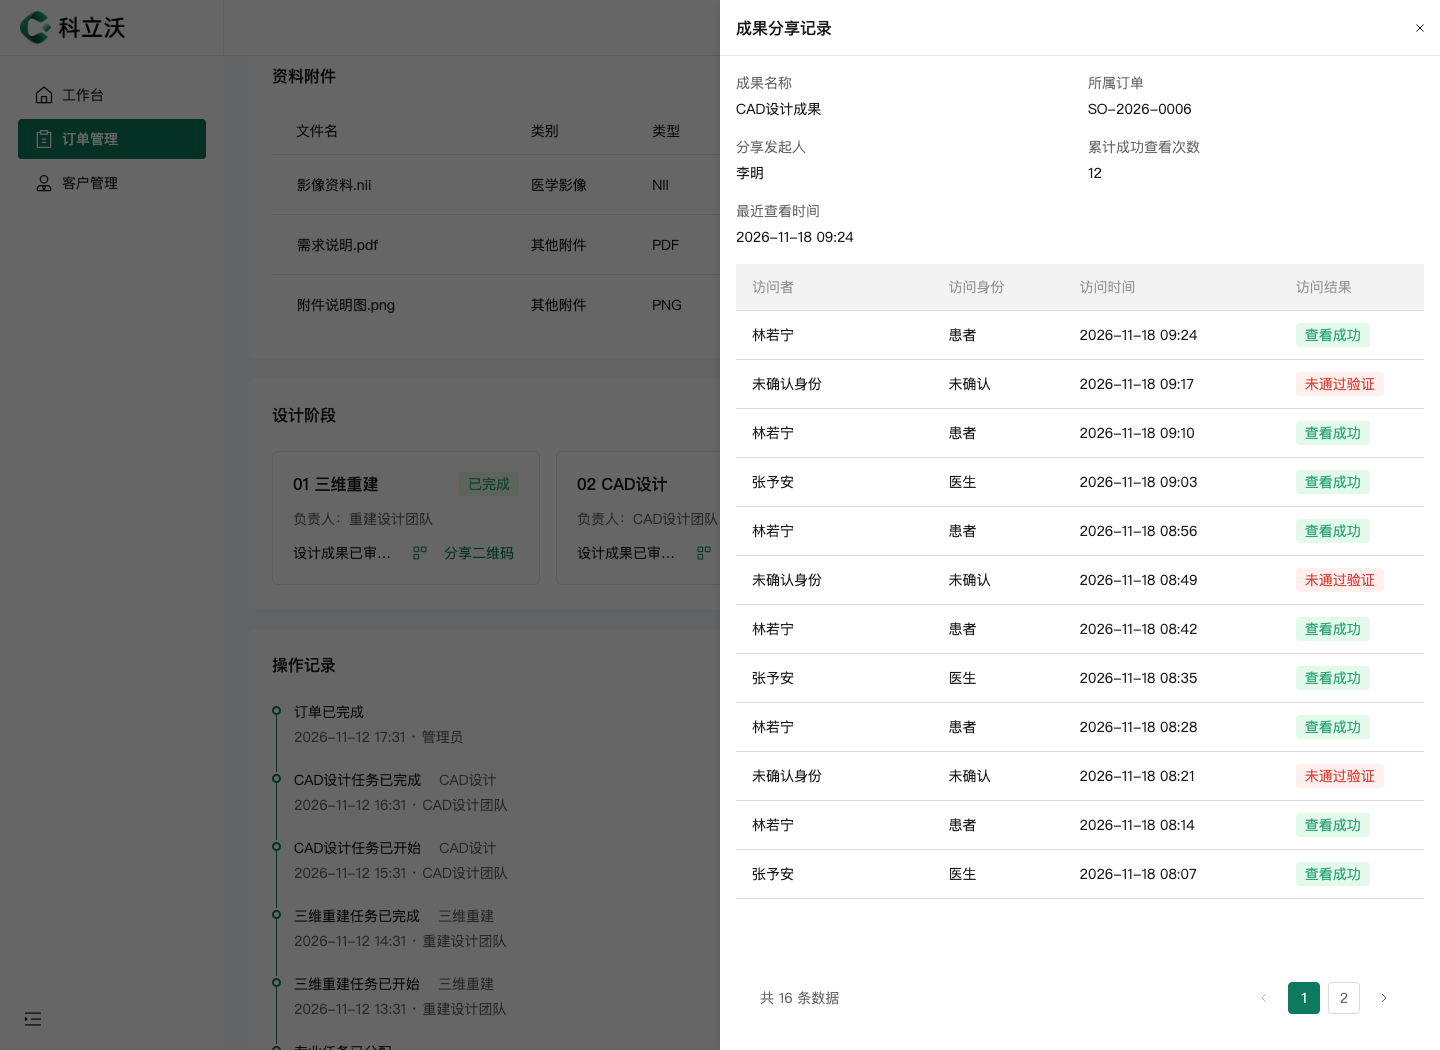 科立沃
工作台
订单管理
客户管理
资料附件
文件名 类别 类型
影像资料.nii 医学影像 NII
需求说明.pdf 其他附件 PDF
附件说明图.png 其他附件 PNG
设计阶段
01 三维重建 已完成
负责人：重建设计团队
设计成果已审... 分享二维码
02 CAD设计
负责人：CAD设计团队
设计成果已审...
操作记录
订单已完成
2026-11-12 17:31 · 管理员
CAD设计任务已完成 CAD设计
2026-11-12 16:31 · CAD设计团队
CAD设计任务已开始 CAD设计
2026-11-12 15:31 · CAD设计团队
三维重建任务已完成 三维重建
2026-11-12 14:31 · 重建设计团队
三维重建任务已开始 三维重建
2026-11-12 13:31 · 重建设计团队
成果分享记录
成果名称 所属订单
CAD设计成果 SO-2026-0006
分享发起人 累计成功查看次数
李明 12
最近查看时间
2026-11-18 09:24
访问者 访问身份 访问时间 访问结果
林若宁 患者 2026-11-18 09:24 查看成功
未确认身份 未确认 2026-11-18 09:17 未通过验证
林若宁 患者 2026-11-18 09:10 查看成功
张予安 医生 2026-11-18 09:03 查看成功
林若宁 患者 2026-11-18 08:56 查看成功
未确认身份 未确认 2026-11-18 08:49 未通过验证
林若宁 患者 2026-11-18 08:42 查看成功
张予安 医生 2026-11-18 08:35 查看成功
林若宁 患者 2026-11-18 08:28 查看成功
未确认身份 未确认 2026-11-18 08:21 未通过验证
林若宁 患者 2026-11-18 08:14 查看成功
张予安 医生 2026-11-18 08:07 查看成功
共 16 条数据 1 2